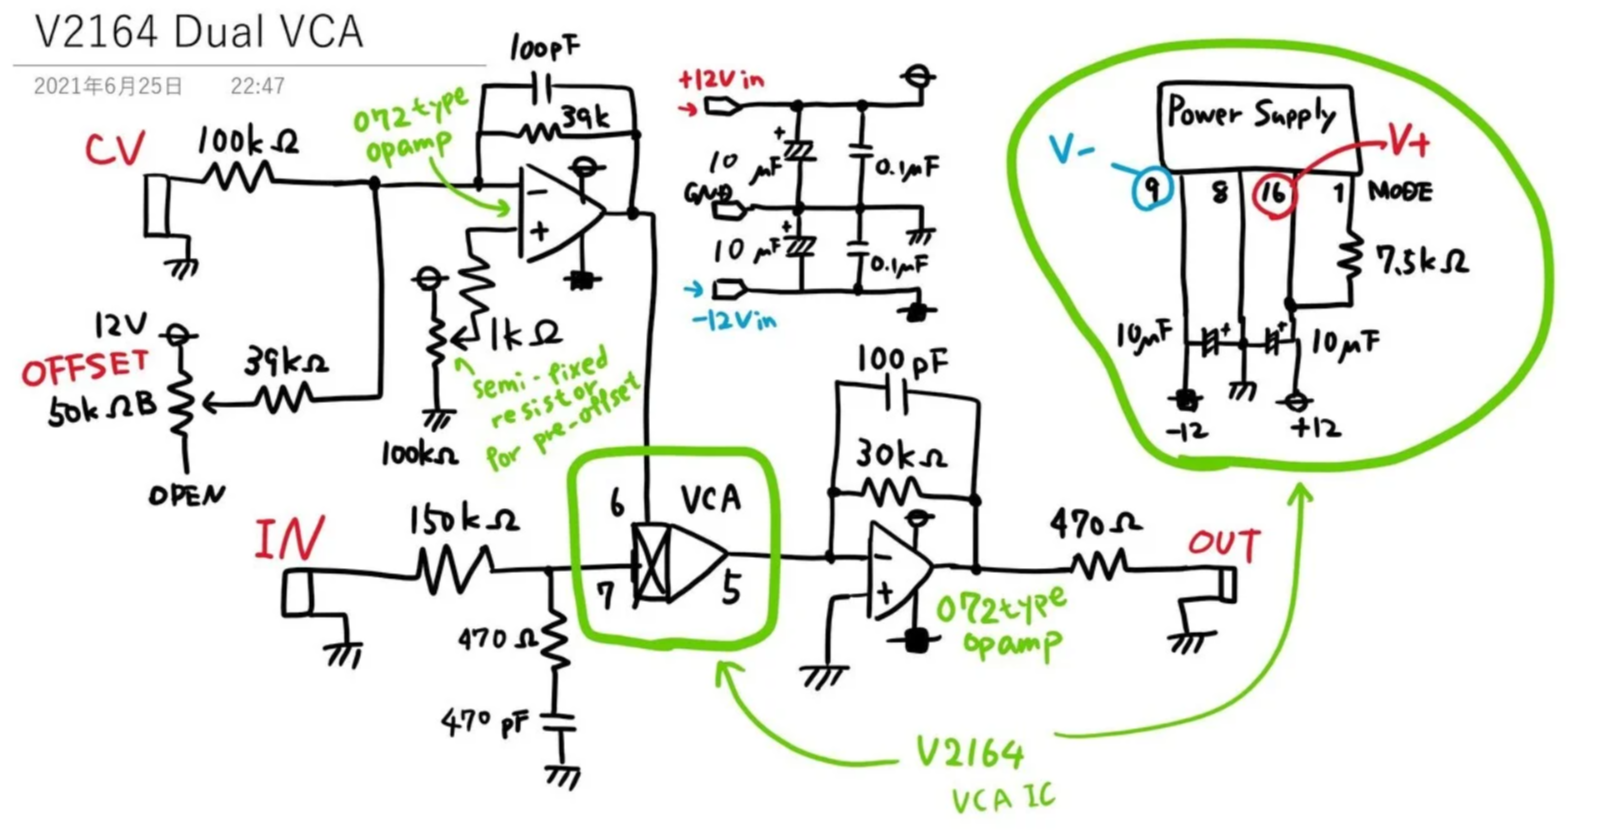 V2164 Dual VCA
2021年6月25日 22:47
CV
100kΩ
072type
opamp
100pF
39k
−
+
1kΩ
semi-fixed
resistor
for pre-offset
100kΩ
12V
OFFSET
50kΩB
39kΩ
OPEN
+12V in
10
μF
0.1μF
GND
10 μF
0.1μF
-12Vin
+
+
Power Supply
V-
V+
9
8
16
1
MODE
7.5kΩ
10μF
+
+
10μF
-12
+12
IN
150kΩ
470Ω
470pF
6
VCA
7
5
100pF
30kΩ
−
+
072type
opamp
470Ω
OUT
V2164
VCA IC